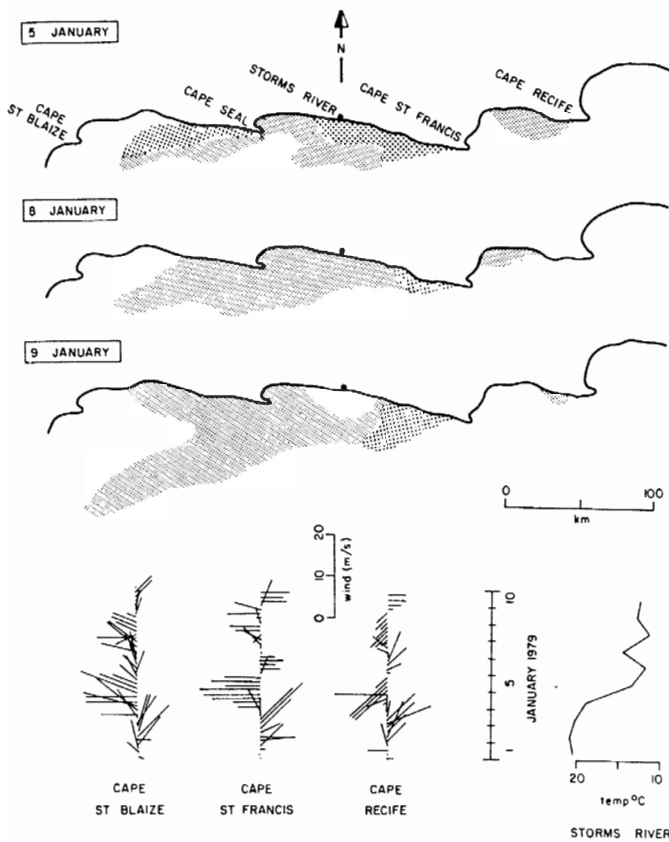 5 JANUARY
N
CAPE
ST BLAIZE
CAPE SEAL
STORMS RIVER
CAPE ST FRANCIS
CAPE RECIFE
8 JANUARY
9 JANUARY
0 100
km
20
10
0
wind (m/s)
10
5
1
JANUARY 1979
20 10
temp °C
CAPE
ST BLAIZE
CAPE
ST FRANCIS
CAPE
RECIFE
STORMS RIVER